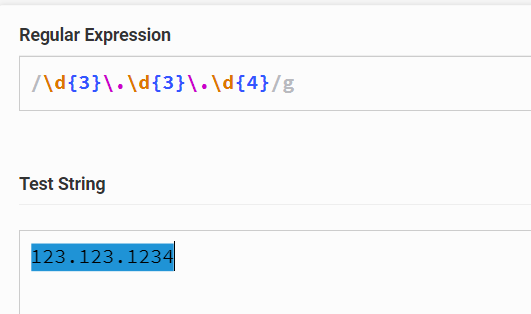 Regular Expression
/\d{3}\.\d{3}\.\d{4}/g
Test String
123.123.1234